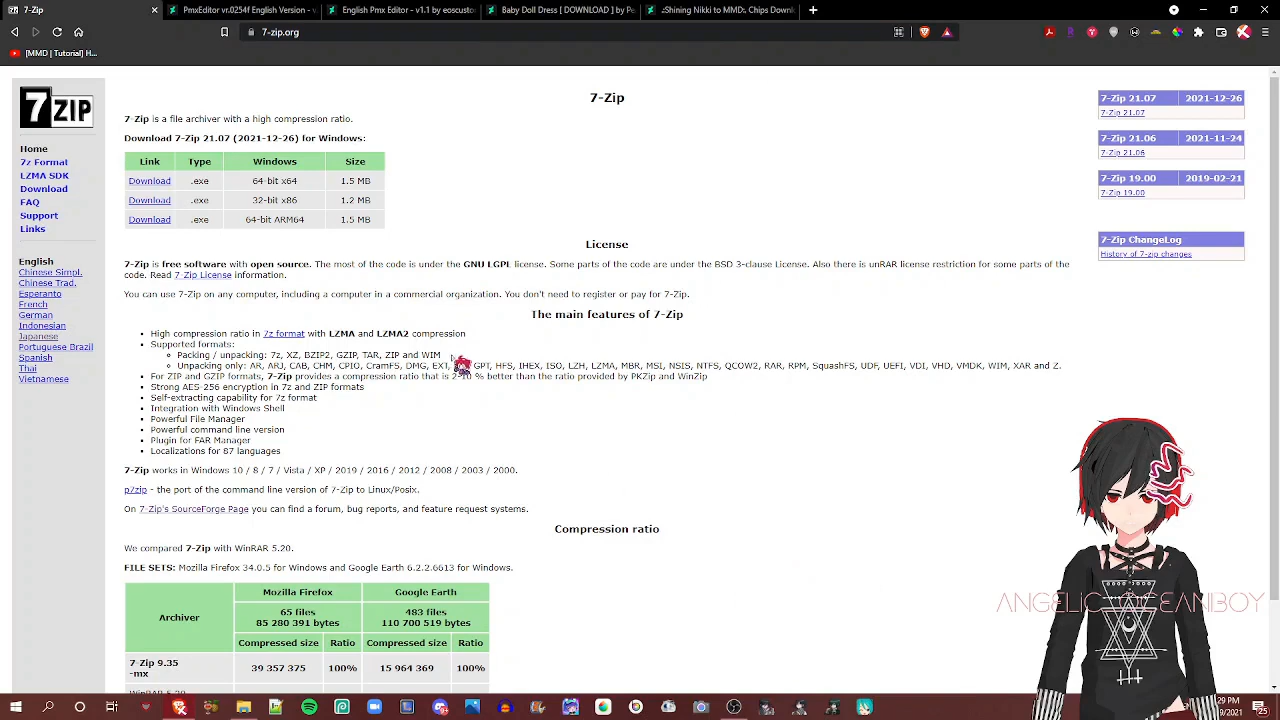 7-Zip
PmxEditor vr.0254f English Version -
English Pmx Editor - v1.1 by eoscustom
Baby Doll Dress [ DOWNLOAD ] by Pe
Shining Nikki to MMD: Chips Downl
7-zip.org
[MMD | Tutorial] H...
7ZIP
Home
7z Format
LZMA SDK
Download
FAQ
Support
Links
English
Chinese Simpl.
Chinese Trad.
Esperanto
French
German
Indonesian
Japanese
Portuguese Brazil
Spanish
Thai
Vietnamese
7-Zip
7-Zip is a file archiver with a high compression ratio.
Download 7-Zip 21.07 (2021-12-26) for Windows:
Link Type Windows Size
Download .exe 64-bit x64 1.5 MB
Download .exe 32-bit x86 1.2 MB
Download .exe 64-bit ARM64 1.5 MB
License
7-Zip is free software with open source. The most of the code is under the GNU LGPL license. Some parts of the code are under the BSD 3-clause License. Also there is unRAR license restriction for some parts of the
code. Read 7-Zip License information.
You can use 7-Zip on any computer, including a computer in a commercial organization. You don't need to register or pay for 7-Zip.
The main features of 7-Zip
High compression ratio in 7z format with LZMA and LZMA2 compression
Supported formats:
Packing / unpacking: 7z, XZ, BZIP2, GZIP, TAR, ZIP and WIM
Unpacking only: AR, ARJ, CAB, CHM, CPIO, CramFS, DMG, EXT, GPT, HFS, IHEX, ISO, LZH, LZMA, MBR, MSI, NSIS, NTFS, QCOW2, RAR, RPM, SquashFS, UDF, UEFI, VDI, VHD, VMDK, WIM, XAR and Z.
For ZIP and GZIP formats, 7-Zip provides a compression ratio that is 2-10 % better than the ratio provided by PKZip and WinZip
Strong AES-256 encryption in 7z and ZIP formats
Self-extracting capability for 7z format
Integration with Windows Shell
Powerful File Manager
Powerful command line version
Plugin for FAR Manager
Localizations for 87 languages
7-Zip works in Windows 10 / 8 / 7 / Vista / XP / 2019 / 2016 / 2012 / 2008 / 2003 / 2000.
p7zip - the port of the command line version of 7-Zip to Linux/Posix.
On 7-Zip's SourceForge Page you can find a forum, bug reports, and feature request systems.
Compression ratio
We compared 7-Zip with WinRAR 5.20.
FILE SETS: Mozilla Firefox 34.0.5 for Windows and Google Earth 6.2.2.6613 for Windows.
Archiver Mozilla Firefox Google Earth
65 files 483 files
85 280 391 bytes 110 700 519 bytes
Compressed size Ratio Compressed size Ratio
7-Zip 9.35
-mx 39 357 375 100% 15 964 369 100%
WinRAR 5.20
7-Zip 21.07 2021-12-26
7-Zip 21.07
7-Zip 21.06 2021-11-24
7-Zip 21.06
7-Zip 19.00 2019-02-21
7-Zip 19.00
7-Zip ChangeLog
History of 7-zip changes
:29 PM
/9/2021